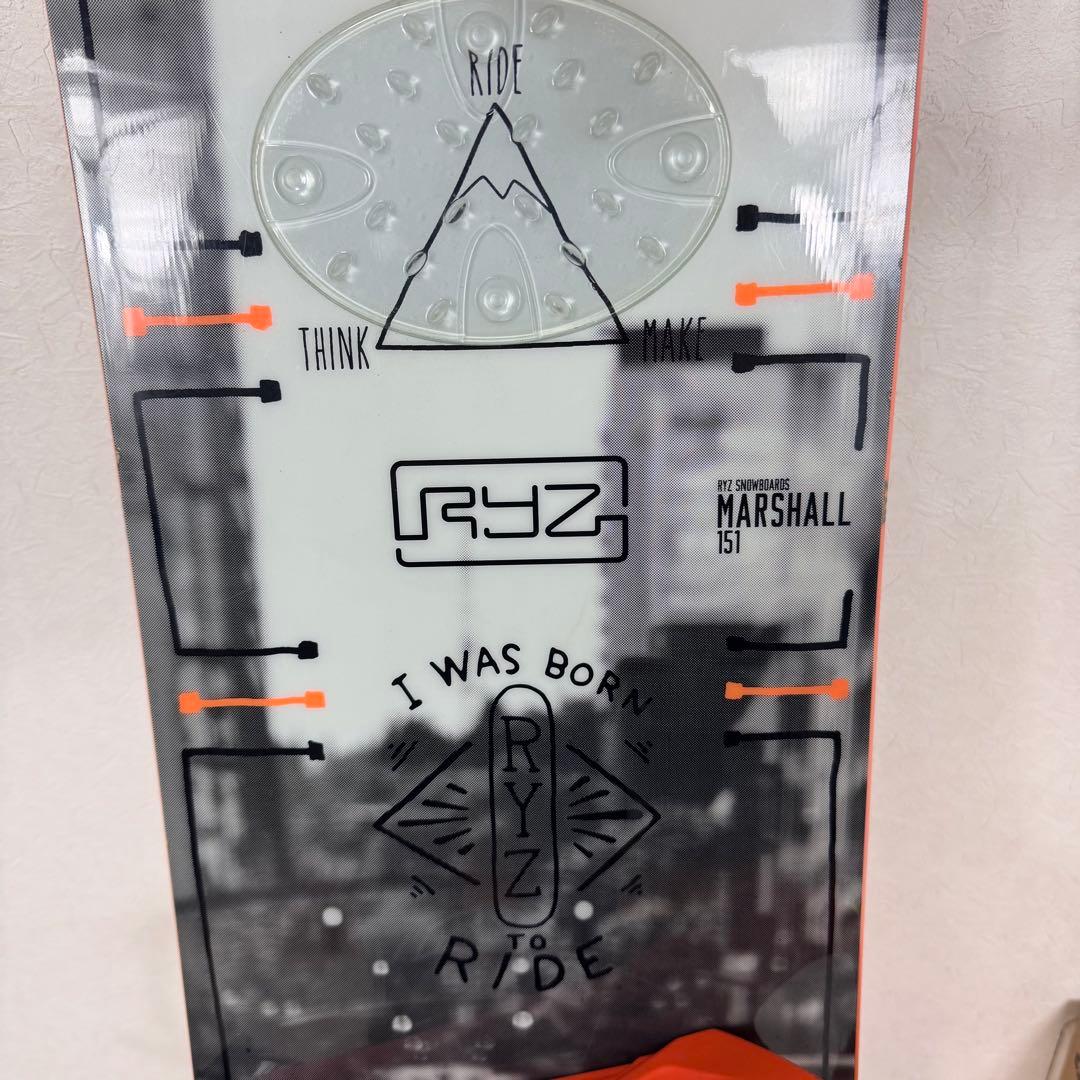 RIDE
THINK
MAKE
RYZ
RYZ SNOWBOARDS
MARSHALL
151
I WAS BORN
RYZ
TO
RIDE